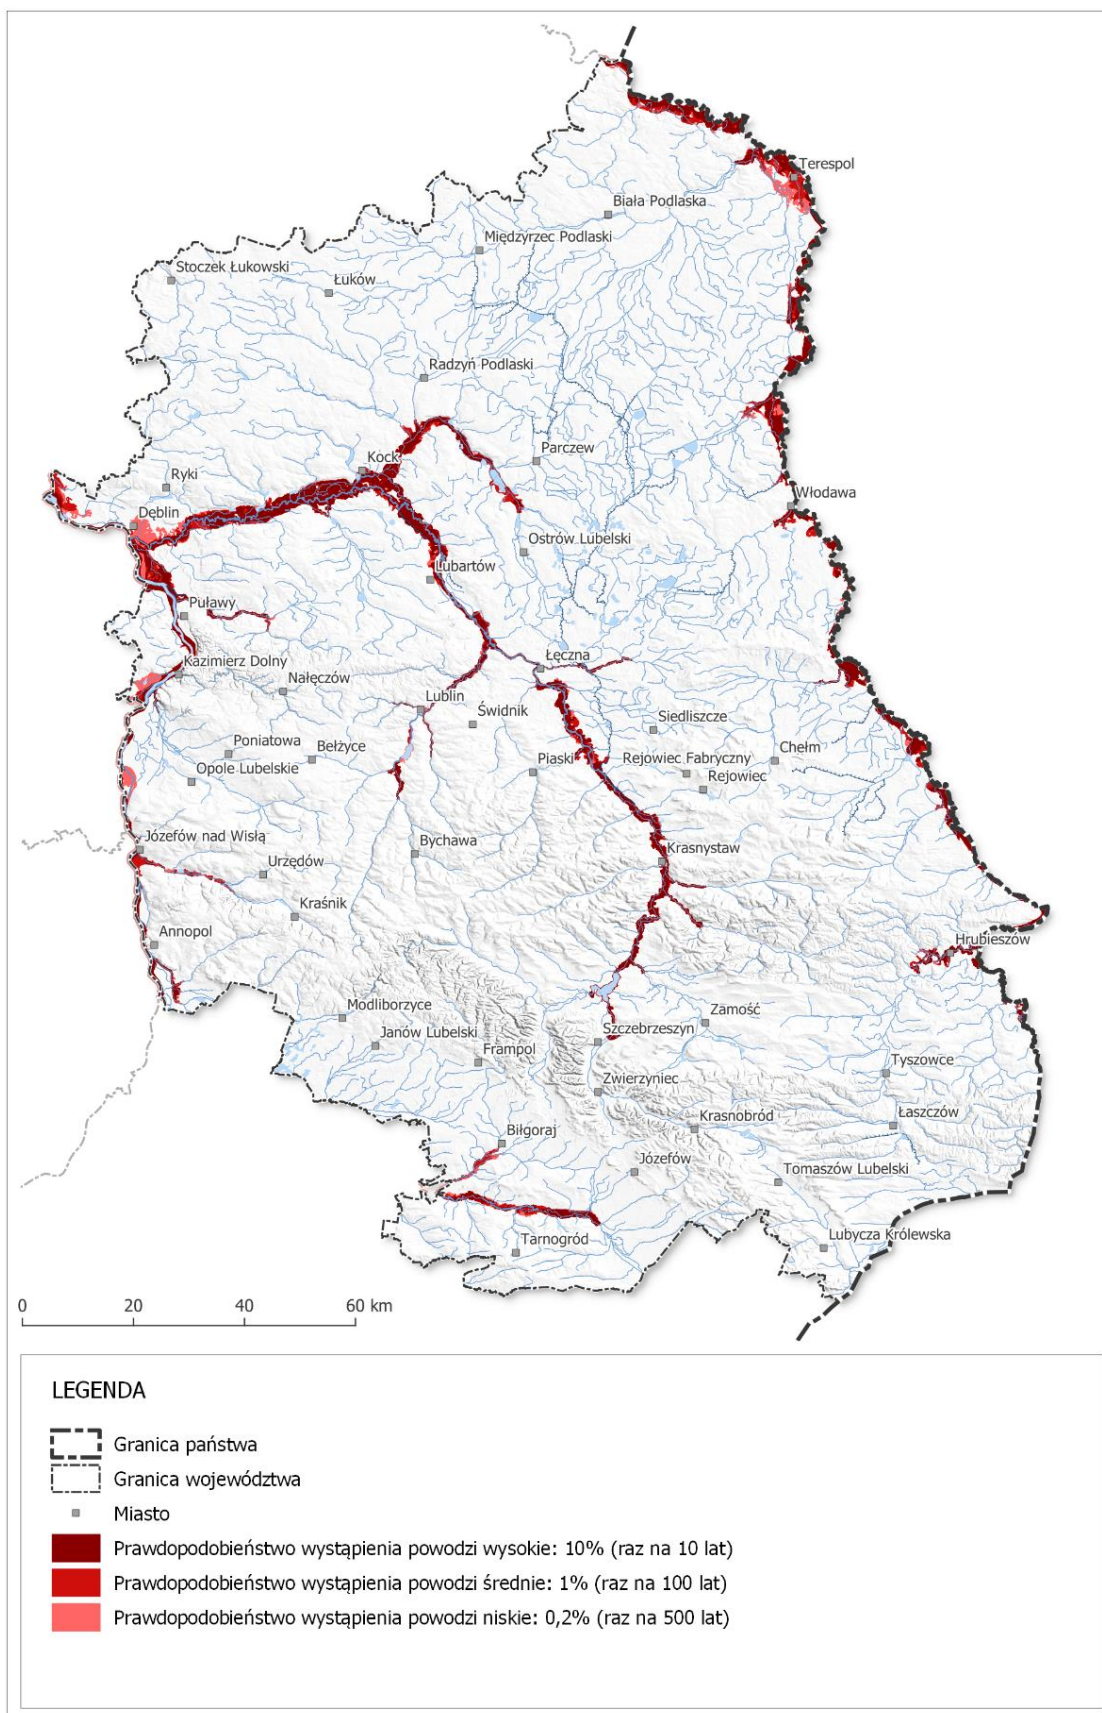 Terespol
Biała Podlaska
Międzyrzec Podlaski
Stoczek Łukowski
Łuków
Radzyń Podlaski
Parczew
Kock
Ryki
Włodawa
Dęblin
Ostrów Lubelski
Lubartów
Puławy
Łęczna
Kazimierz Dolny
Nałęczów
Lublin
Świdnik
Siedliszcze
Poniatowa
Bełżyce
Piaski
Rejowiec Fabryczny
Chełm
Opole Lubelskie
Rejowiec
Józefów nad Wisłą
Bychawa
Krasnystaw
Urzędów
Kraśnik
Annopol
Hrubieszów
Modliborzyce
Zamość
Janów Lubelski
Szczebrzeszyn
Frampol
Tyszowce
Zwierzyniec
Krasnobród
Łaszczów
Biłgoraj
Józefów
Tomaszów Lubelski
Tarnogród
Lubycza Królewska
0 20 40 60 km
LEGENDA
Granica państwa
Granica województwa
Miasto
Prawdopodobieństwo wystąpienia powodzi wysokie: 10% (raz na 10 lat)
Prawdopodobieństwo wystąpienia powodzi średnie: 1% (raz na 100 lat)
Prawdopodobieństwo wystąpienia powodzi niskie: 0,2% (raz na 500 lat)